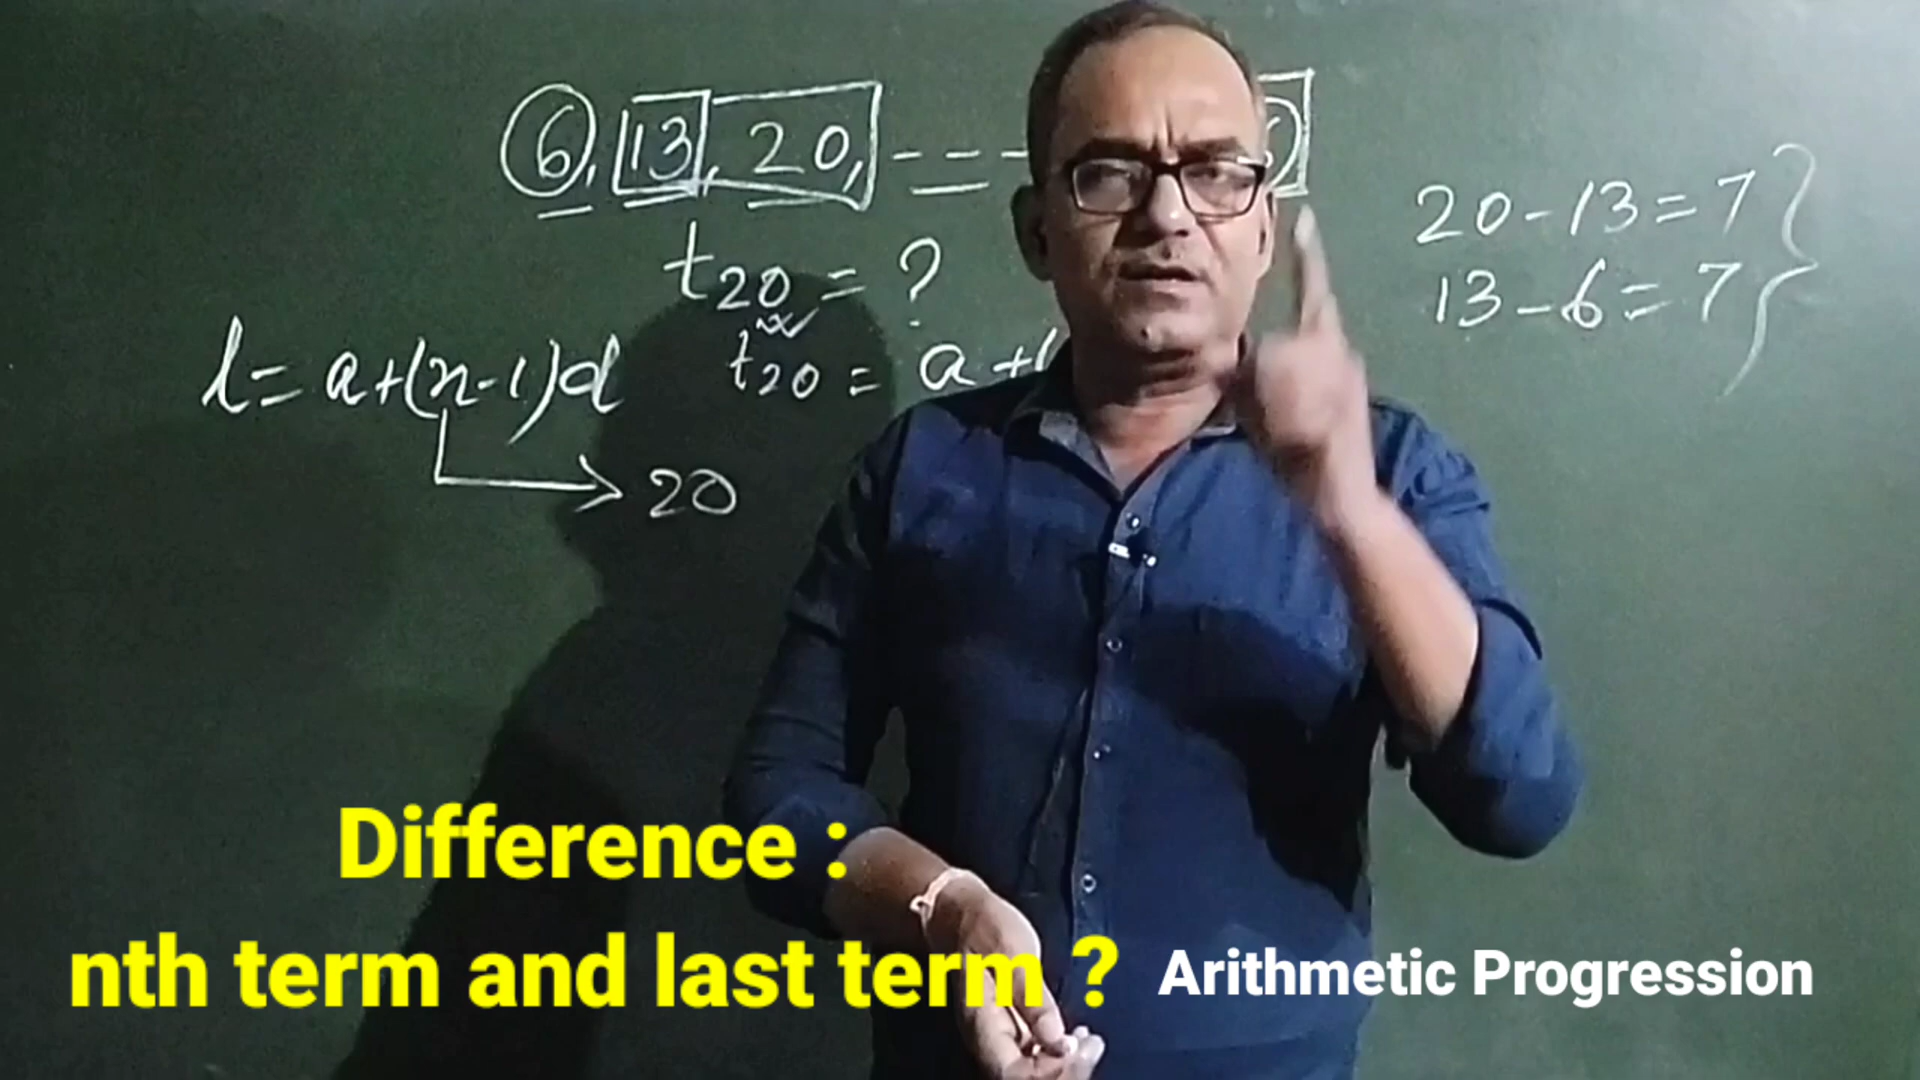 6, 13, 20, - - -
20 - 13 = 7
13 - 6 = 7
t20 = ?
l = a + (n - 1)d
t20 = a + (
20
Difference :
nth term and last term ?
Arithmetic Progression